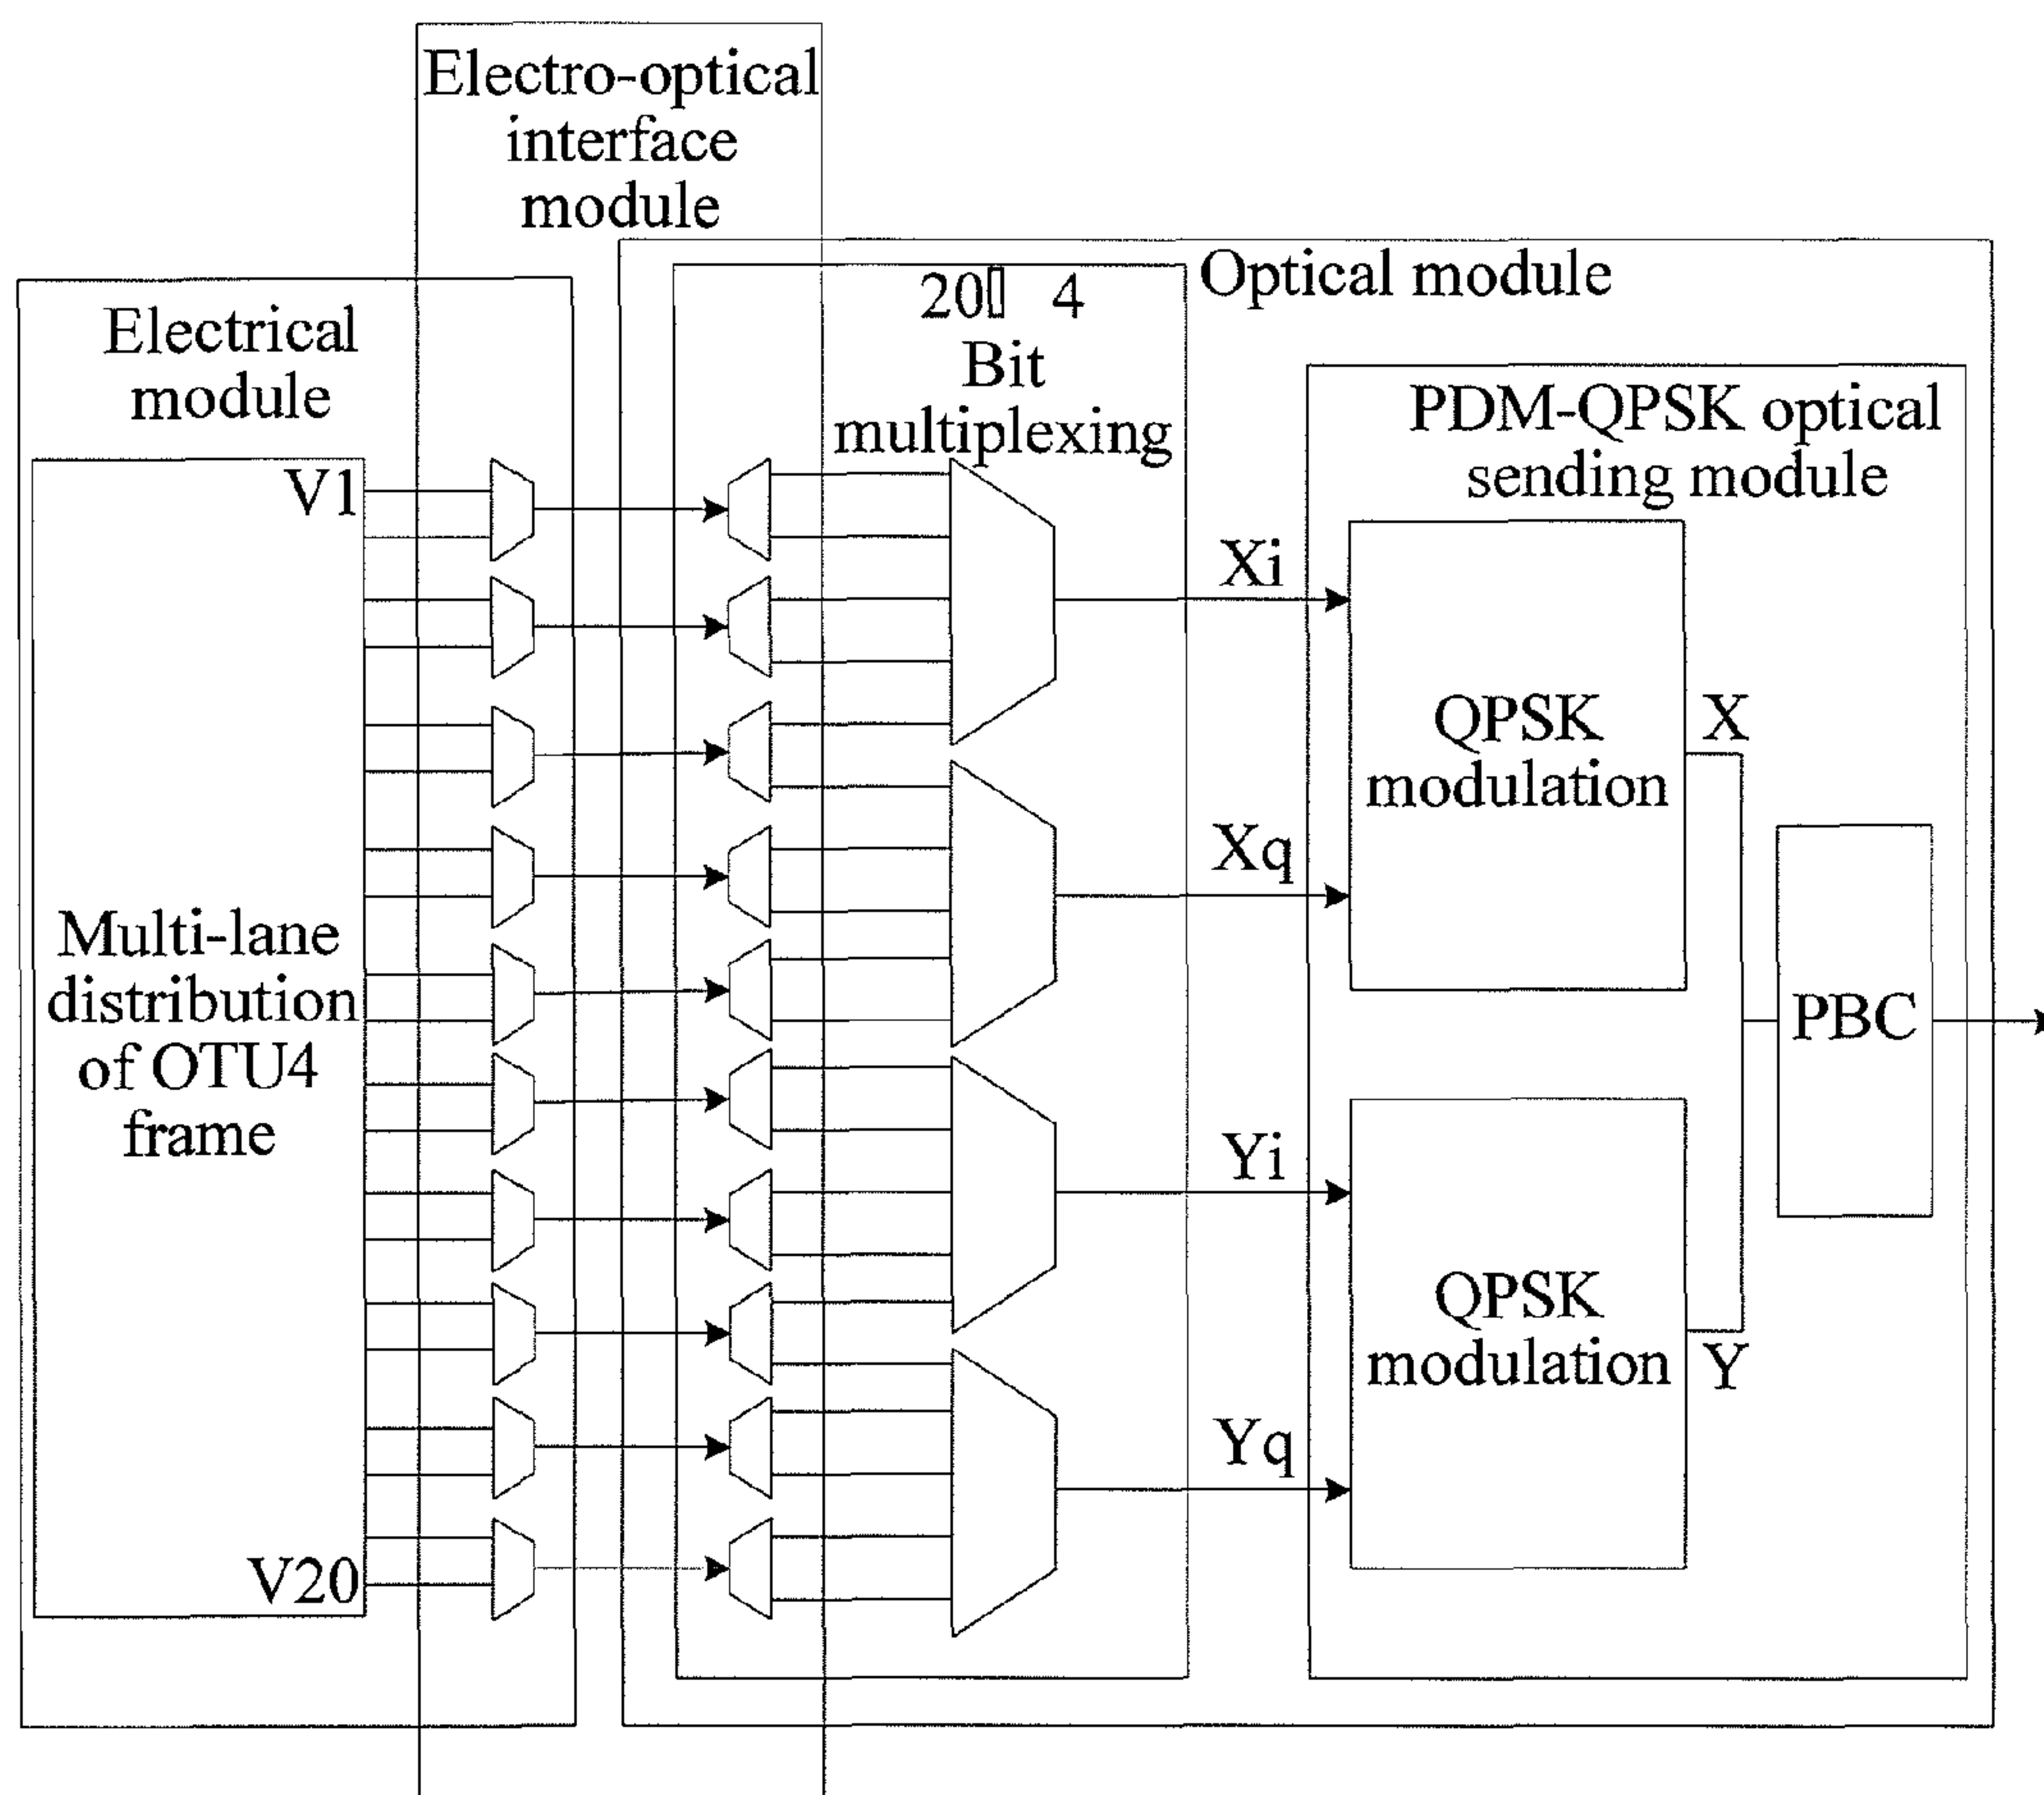 Electro-optical
interface
module
Optical module
Electrical
module
20▯ 4
Bit
multiplexing
PDM-QPSK optical
sending module
V1
Xi
QPSK
modulation
X
Xq
Multi-lane
distribution
of OTU4
frame
PBC
Yi
QPSK
modulation
Y
Yq
V20